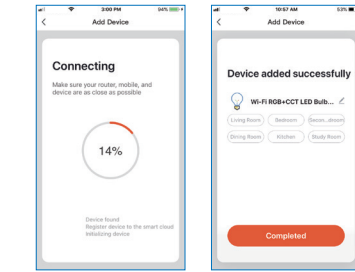 3:00 PM
94%
Add Device
Connecting
Make sure your router, mobile, and
device are as close as possible
14%
Device found
Register device to the smart cloud
Initializing device
10:57 AM
53%
Add Device
Device added successfully
Wi-Fi RGB+CCT LED Bulb...
Living Room
Bedroom
Secon...droom
Dining Room
Kitchen
Study Room
Completed